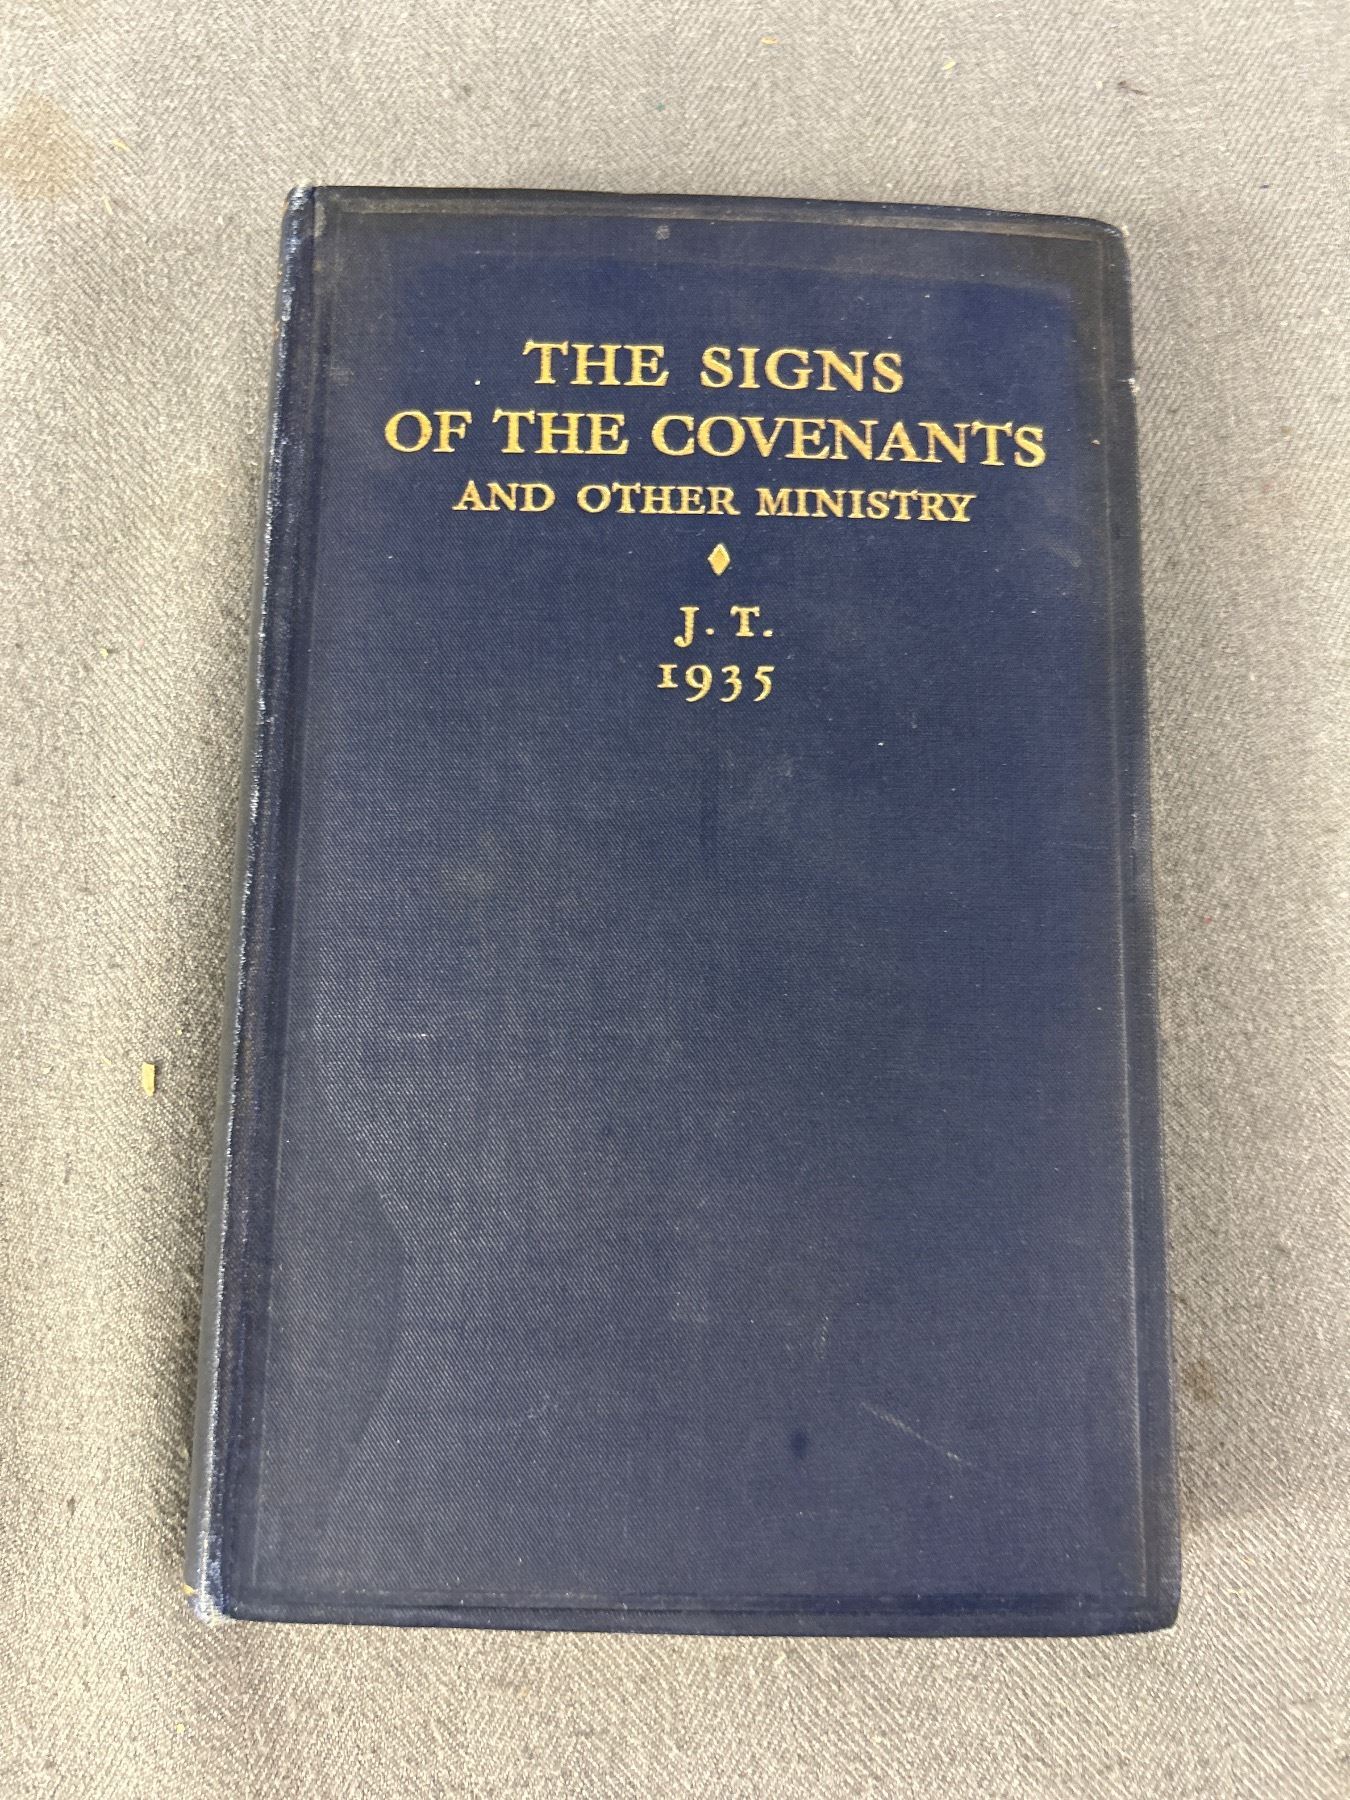 THE SIGNS
OF THE COVENANTS
AND OTHER MINISTRY
J. T.
1935